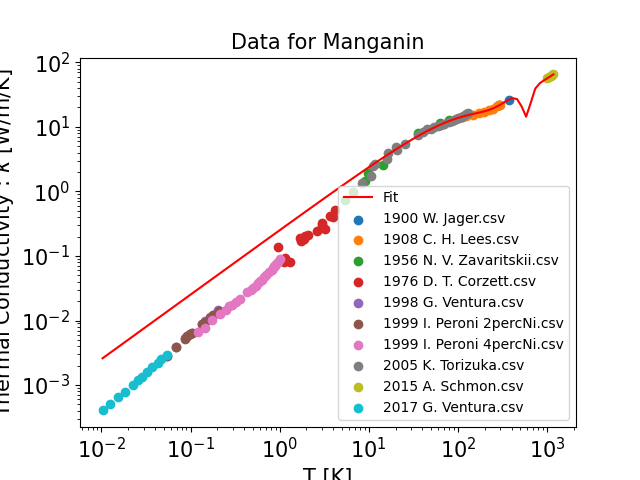 Data for Manganin
Thermal Conductivity : k [W/m/K]
10²
10¹
10⁰
10⁻¹
10⁻²
10⁻³
Fit
1900 W. Jager.csv
1908 C. H. Lees.csv
1956 N. V. Zavaritskii.csv
1976 D. T. Corzett.csv
1998 G. Ventura.csv
1999 I. Peroni 2percNi.csv
1999 I. Peroni 4percNi.csv
2005 K. Torizuka.csv
2015 A. Schmon.csv
2017 G. Ventura.csv
10⁻² 10⁻¹ 10⁰ 10¹ 10² 10³
T [K]